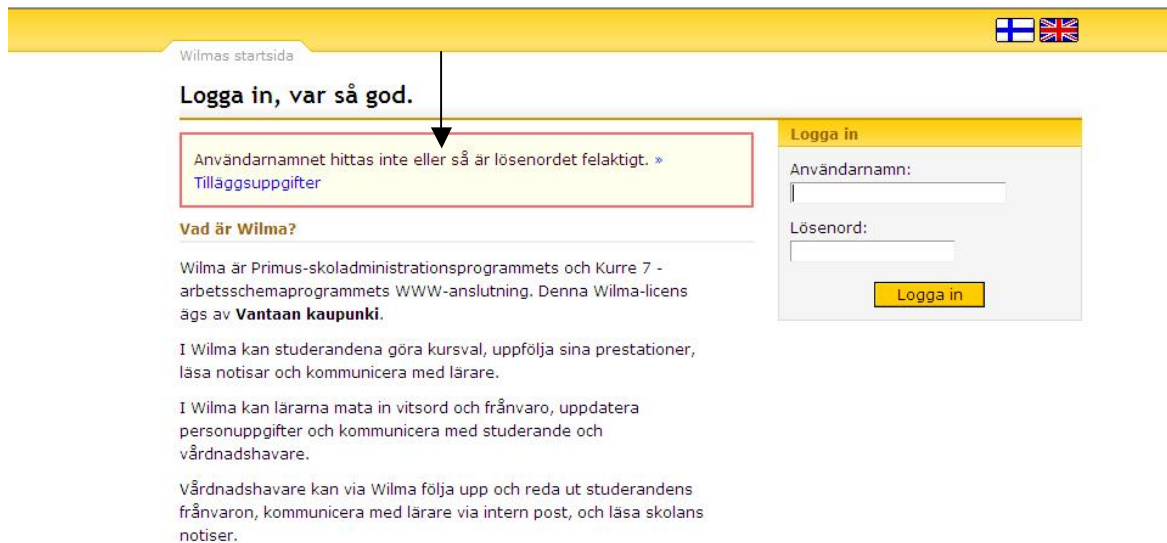 Wilmas startsida
Logga in, var så god.
Användarnamnet hittas inte eller så är lösenordet felaktigt. »
Tilläggsuppgifter
Vad är Wilma?
Wilma är Primus-skoladministrationsprogrammets och Kurre 7 -
arbetsschemaprogrammets WWW-anslutning. Denna Wilma-licens
ägs av Vantaan kaupunki.
I Wilma kan studerandena göra kursval, uppfölja sina prestationer,
läsa notisar och kommunicera med lärare.
I Wilma kan lärarna mata in vitsord och frånvaro, uppdatera
personuppgifter och kommunicera med studerande och
vårdnadshavare.
Vårdnadshavare kan via Wilma följa upp och reda ut studerandens
frånvaron, kommunicera med lärare via intern post, och läsa skolans
notiser.
Logga in
Användarnamn:
Lösenord:
Logga in